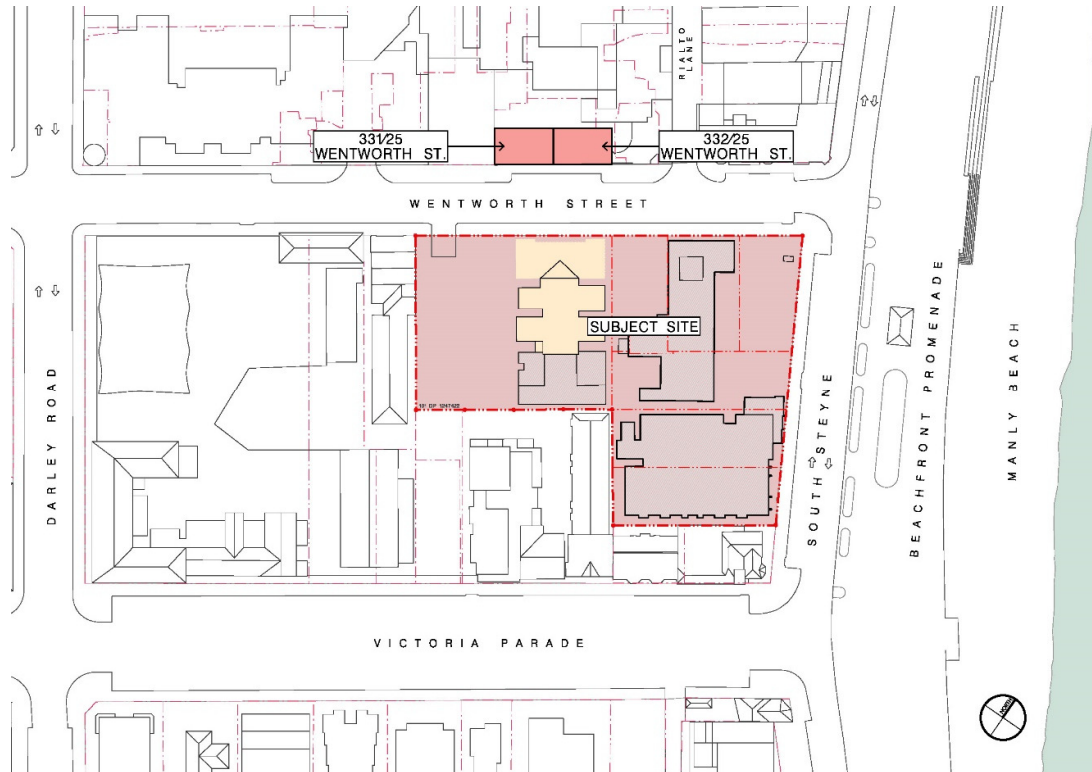 RIALTO
LANE
331/25
WENTWORTH ST.
332/25
WENTWORTH ST.
WENTWORTH STREET
SUBJECT SITE
DARLEY ROAD
SOUTH STEYNE
BEACHFRONT PROMENADE
MANLY BEACH
VICTORIA PARADE
NORTH